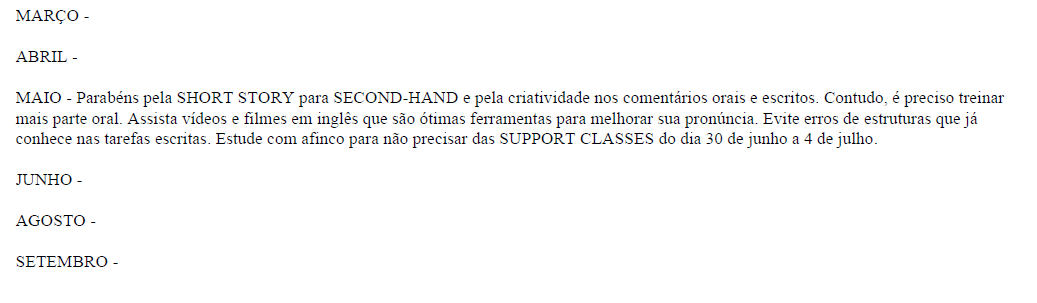 MARÇO -
ABRIL -
MAIO - Parabéns pela SHORT STORY para SECOND-HAND e pela criatividade nos comentários orais e escritos. Contudo, é preciso treinar
mais parte oral. Assista vídeos e filmes em inglês que são ótimas ferramentas para melhorar sua pronúncia. Evite erros de estruturas que já
conhece nas tarefas escritas. Estude com afinco para não precisar das SUPPORT CLASSES do dia 30 de junho a 4 de julho.
JUNHO -
AGOSTO -
SETEMBRO -